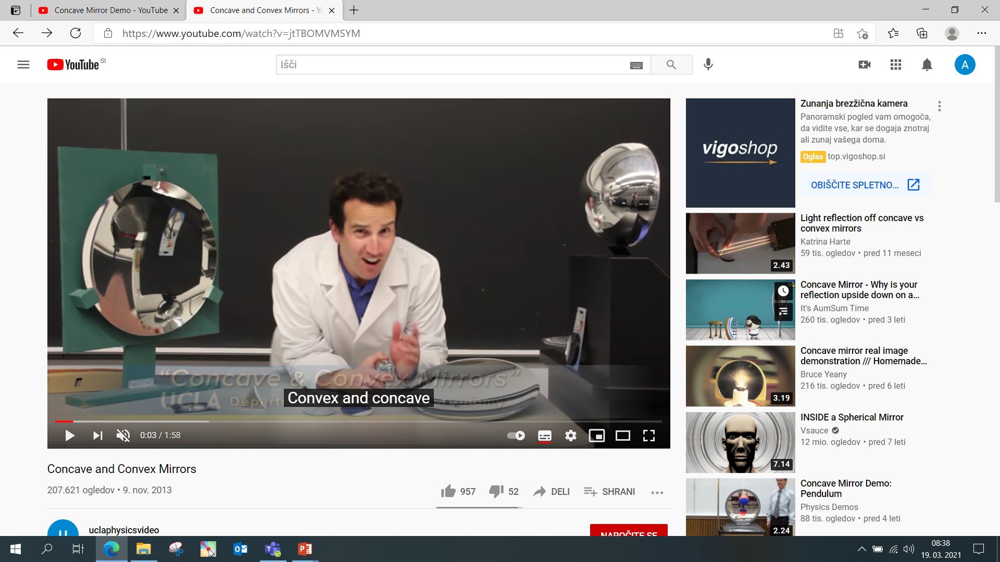 Concave Mirror Demo - YouTube
Concave and Convex Mirrors - Yo
https://www.youtube.com/watch?v=jtTBOMVMSYM
YouTube SI
Išči
A
"Concave & Convex Mirrors"
UCLA Depart
Convex and concave
0:03 / 1:58
Concave and Convex Mirrors
207.621 ogledov • 9. nov. 2013
957
52
DELI
SHRANI
uclaphysicsvideo
NAROČITE SE
vigoshop
Zunanja brezžična kamera
Panoramski pogled vam omogoča,
da vidite vse, kar se dogaja znotraj
ali zunaj vašega doma.
Oglas top.vigoshop.si
OBIŠČITE SPLETNO...
2.43
Light reflection off concave vs
convex mirrors
Katrina Harte
59 tis. ogledov • pred 11 meseci
Concave Mirror - Why is your
reflection upside down on a...
It's AumSum Time
260 tis. ogledov • pred 3 leti
3.19
Concave mirror real image
demonstration /// Homemade...
Bruce Yeany
216 tis. ogledov • pred 6 leti
7.14
INSIDE a Spherical Mirror
Vsauce
12 mio. ogledov • pred 7 leti
2.24
Concave Mirror Demo:
Pendulum
Physics Demos
88 tis. ogledov • pred 4 leti
08:38
19. 03. 2021